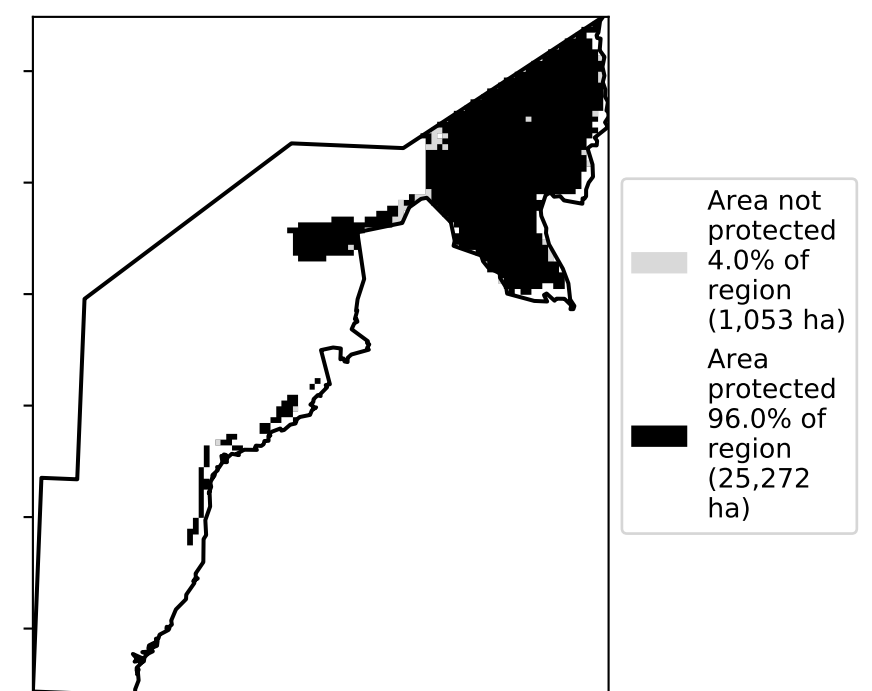 Area not
protected
4.0% of
region
(1,053 ha)
Area
protected
96.0% of
region
(25,272
ha)